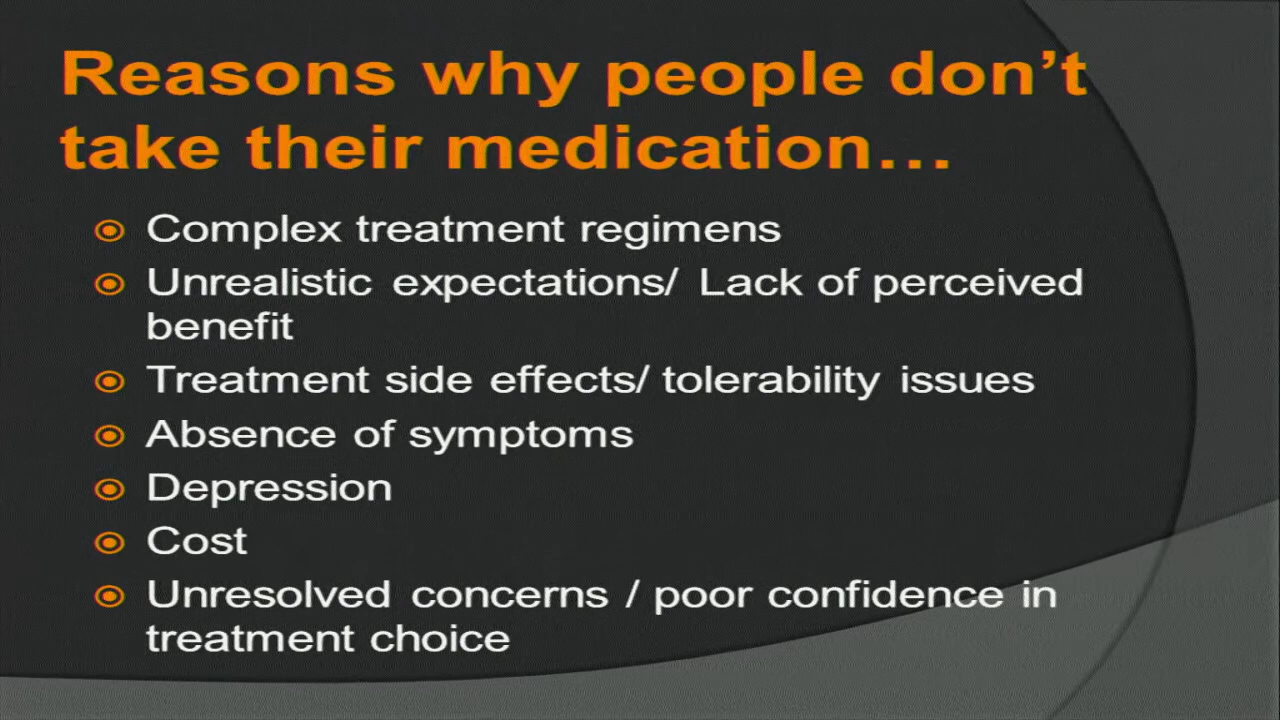 Reasons why people don’t
take their medication…
Complex treatment regimens
Unrealistic expectations/ Lack of perceived
benefit
Treatment side effects/ tolerability issues
Absence of symptoms
Depression
Cost
Unresolved concerns / poor confidence in
treatment choice